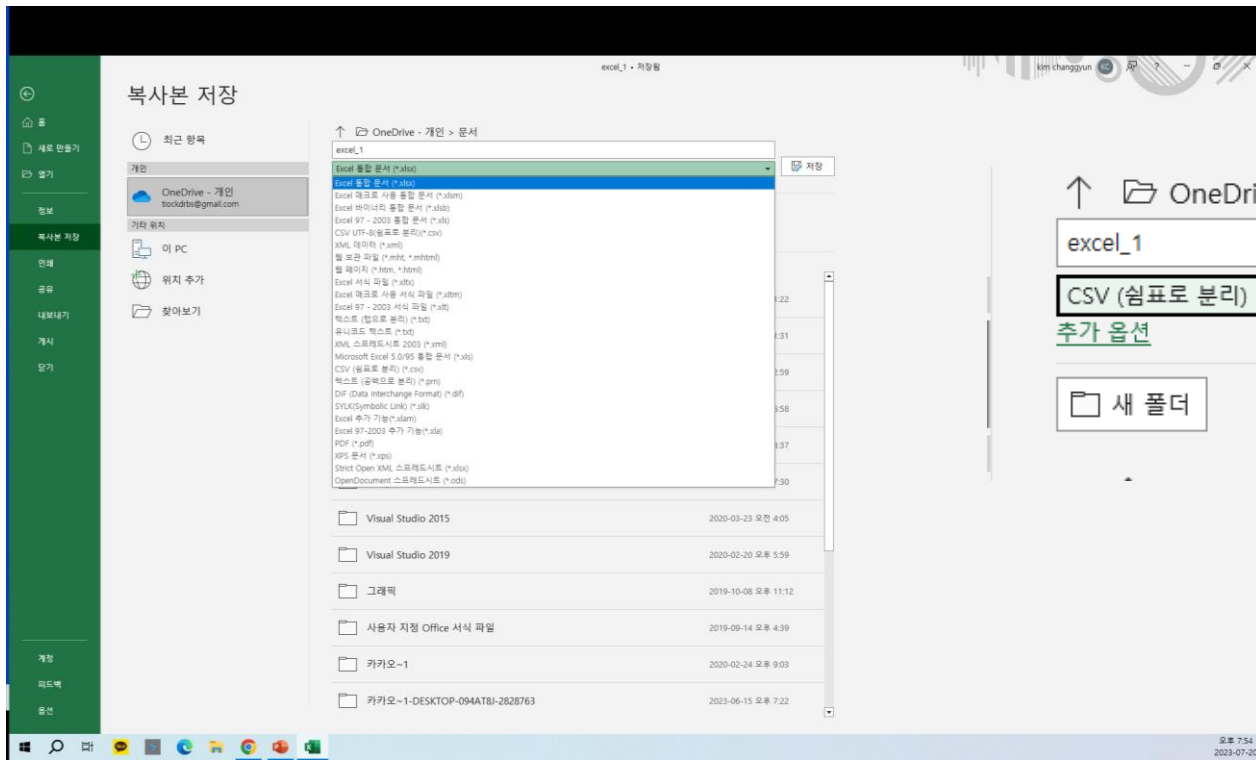 excel_1 • 저장됨
kim changgyun
KC
?
복사본 저장
홈
새로 만들기
열기
정보
복사본 저장
인쇄
공유
내보내기
게시
닫기
계정
피드백
옵션
최근 항목
개인
OneDrive - 개인
tockdrbs@gmail.com
기타 위치
이 PC
위치 추가
찾아보기
OneDrive - 개인 > 문서
excel_1
Excel 통합 문서 (*.xlsx)
저장
Excel 통합 문서 (*.xlsx)
Excel 매크로 사용 통합 문서 (*.xlsm)
Excel 바이너리 통합 문서 (*.xlsb)
Excel 97 - 2003 통합 문서 (*.xls)
CSV UTF-8(쉼표로 분리)(*.csv)
XML 데이터 (*.xml)
웹 보관 파일 (*.mht, *.mhtml)
웹 페이지 (*.htm, *.html)
Excel 서식 파일 (*.xltx)
Excel 매크로 사용 서식 파일 (*.xltm)
Excel 97 - 2003 서식 파일 (*.xlt)
텍스트 (탭으로 분리) (*.txt)
유니코드 텍스트 (*.txt)
XML 스프레드시트 2003 (*.xml)
Microsoft Excel 5.0/95 통합 문서 (*.xls)
CSV (쉼표로 분리) (*.csv)
텍스트 (공백으로 분리) (*.prn)
DIF (Data Interchange Format) (*.dif)
SYLK(Symbolic Link) (*.slk)
Excel 추가 기능(*.xlam)
Excel 97-2003 추가 기능(*.xla)
PDF (*.pdf)
XPS 문서 (*.xps)
Strict Open XML 스프레드시트 (*.xlsx)
OpenDocument 스프레드시트 (*.ods)
Visual Studio 2015 2020-03-23 오전 4:05
Visual Studio 2019 2020-02-20 오후 5:59
그래픽 2019-10-08 오후 11:12
사용자 지정 Office 서식 파일 2019-09-14 오후 4:39
카카오~1 2020-02-24 오후 9:03
카카오~1-DESKTOP-094AT8J-2828763 2023-06-15 오후 7:22
OneDri
excel_1
CSV (쉼표로 분리)
추가 옵션
새 폴더
오후 7:54
2023-07-20